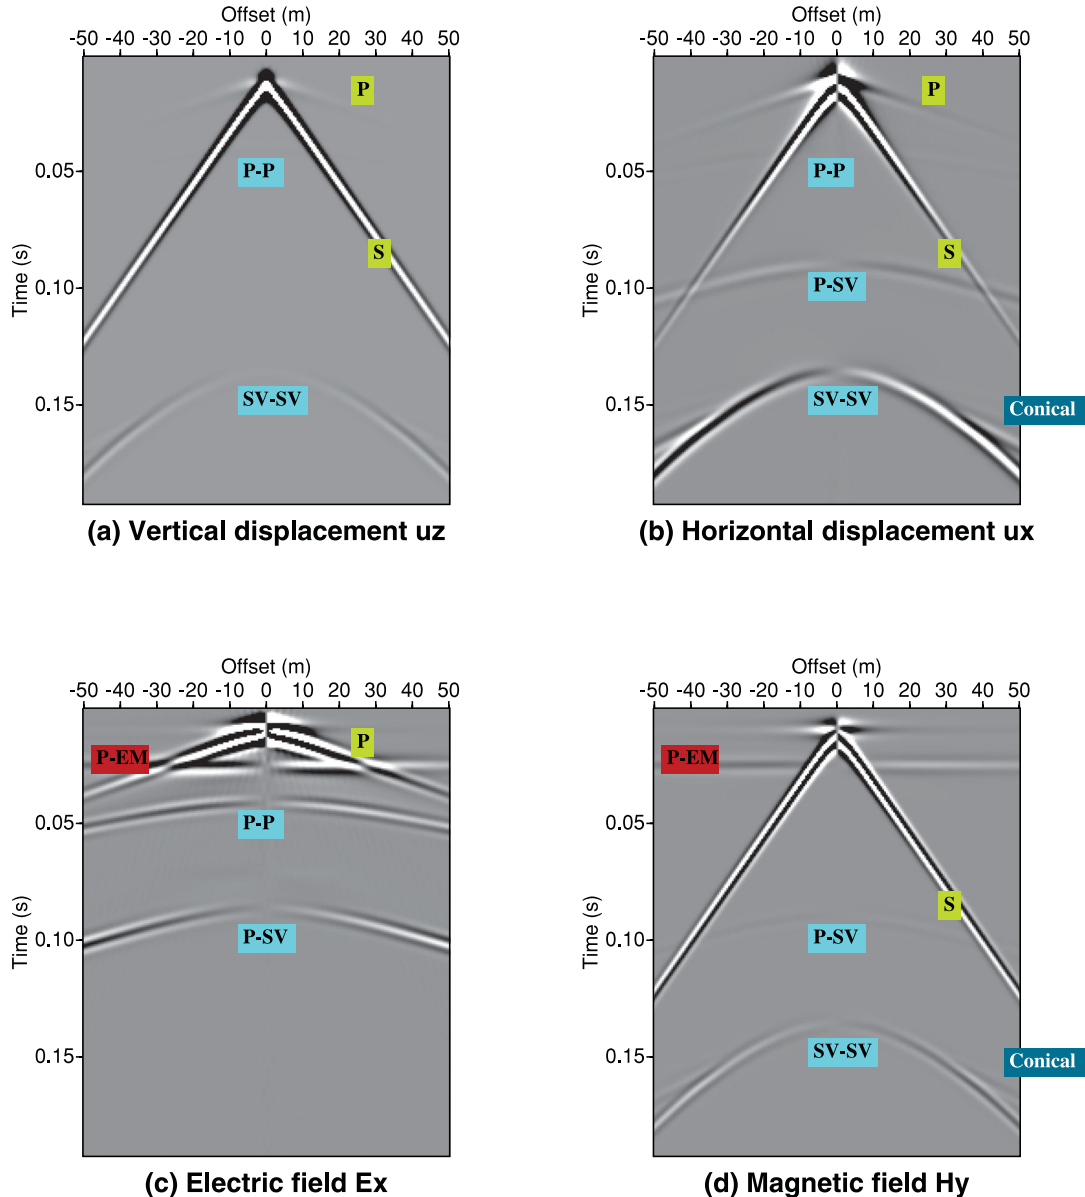 Offset (m)
-50 -40 -30 -20 -10 0 10 20 30 40 50
P
0.05
P-P
S
Time (s)
0.10
0.15
SV-SV
(a) Vertical displacement uz
Offset (m)
-50 -40 -30 -20 -10 0 10 20 30 40 50
P
0.05
P-P
S
Time (s)
0.10
P-SV
0.15
SV-SV
Conical
(b) Horizontal displacement ux
Offset (m)
-50 -40 -30 -20 -10 0 10 20 30 40 50
P
P-EM
0.05
P-P
Time (s)
0.10
P-SV
0.15
(c) Electric field Ex
Offset (m)
-50 -40 -30 -20 -10 0 10 20 30 40 50
P-EM
0.05
S
Time (s)
0.10
P-SV
0.15
SV-SV
Conical
(d) Magnetic field Hy